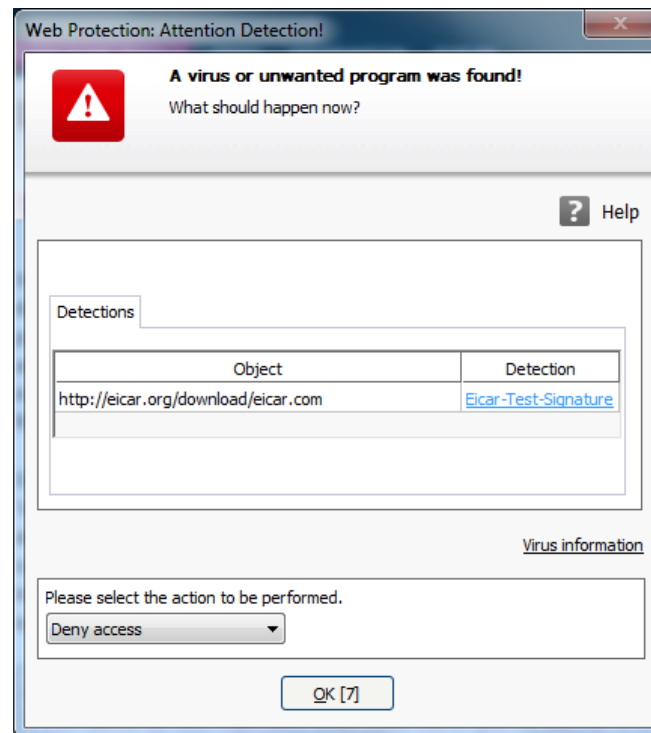 Web Protection: Attention Detection!
A virus or unwanted program was found!
What should happen now?
? Help
Detections
Object Detection
http://eicar.org/download/eicar.com Eicar-Test-Signature
Virus information
Please select the action to be performed.
Deny access
OK [7]